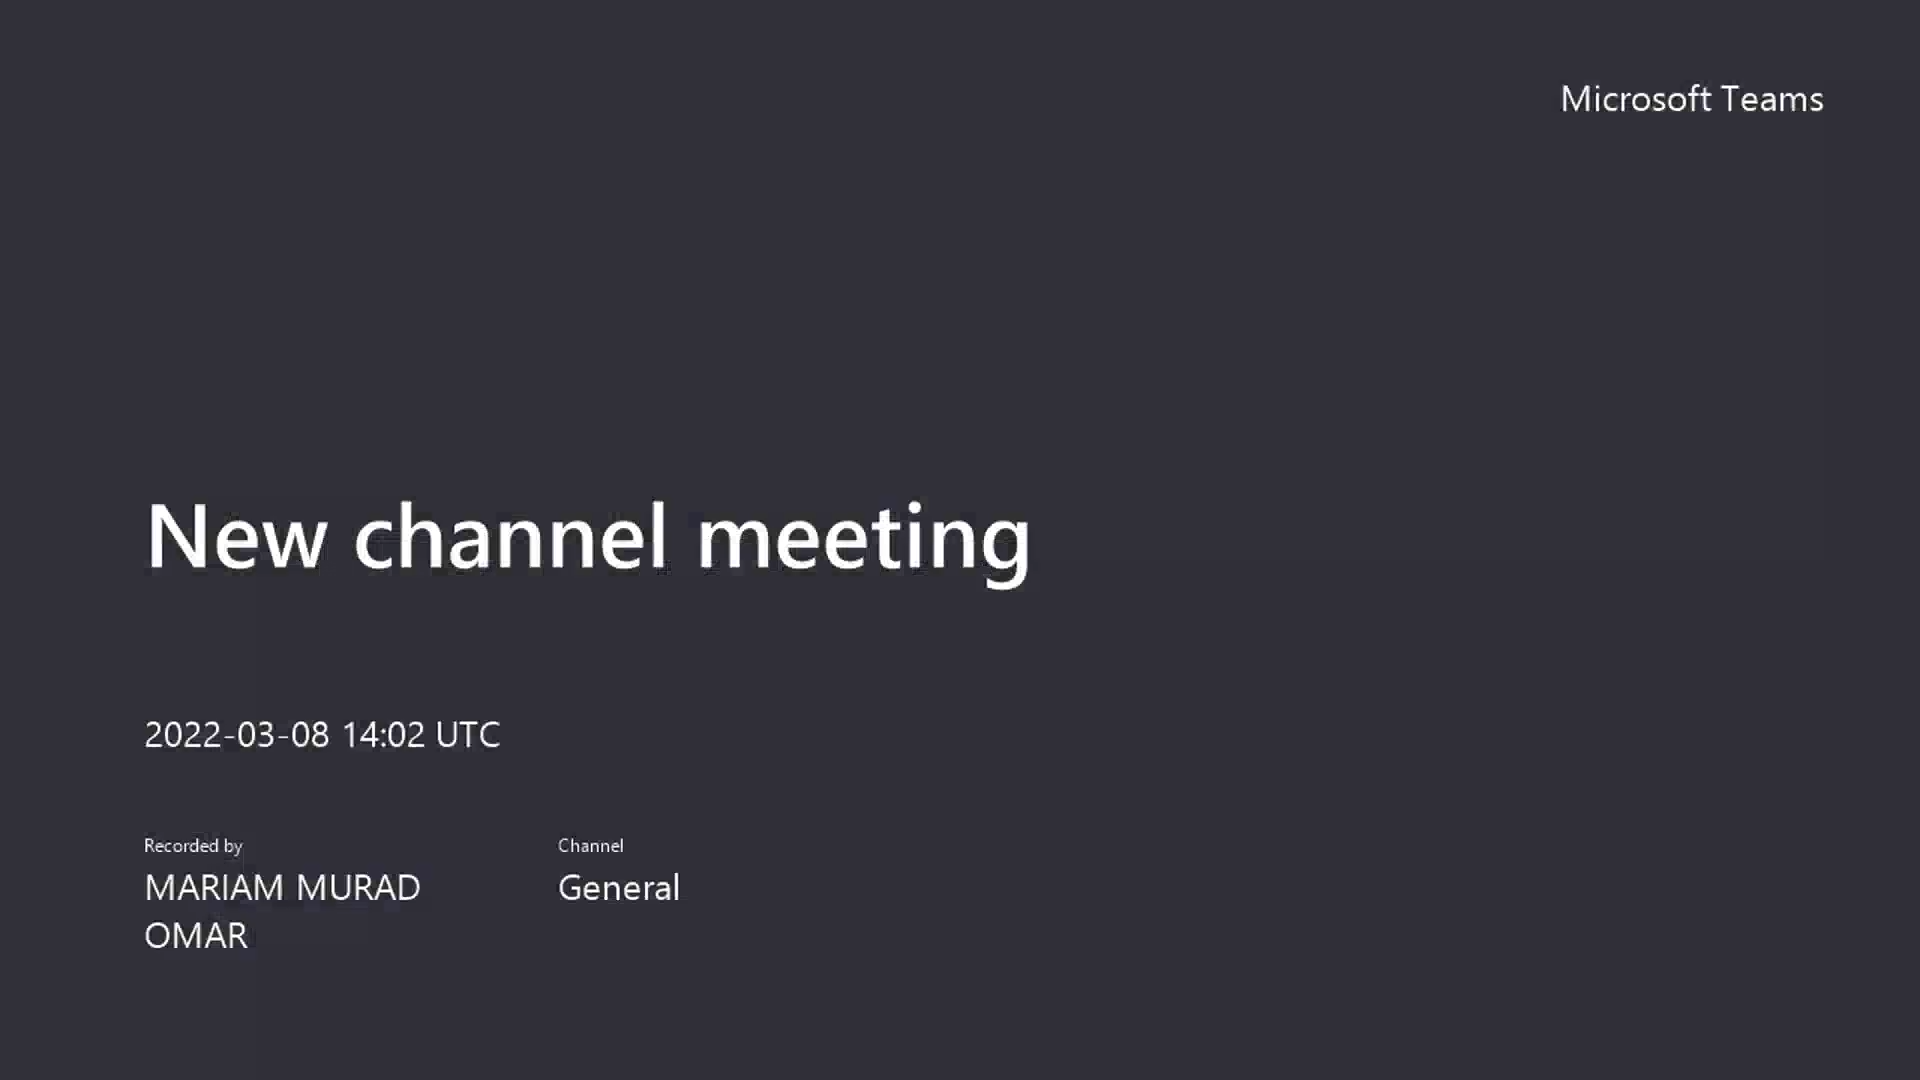 Microsoft Teams
New channel meeting
2022-03-08 14:02 UTC
Recorded by
MARIAM MURAD
OMAR
Channel
General